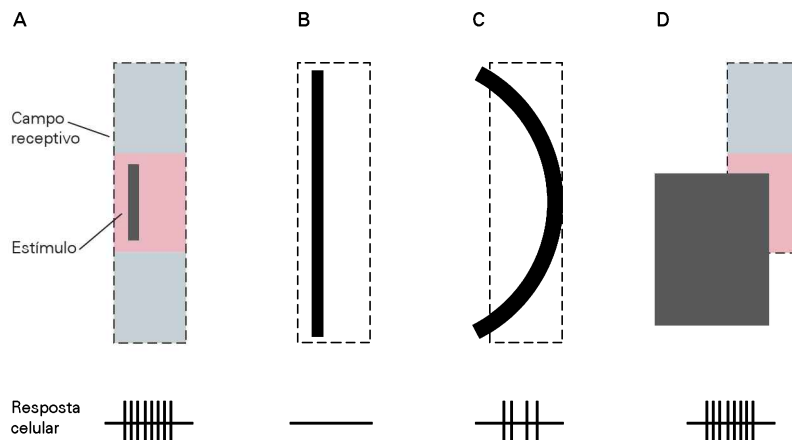 A
B
C
D
Campo
receptivo
Estímulo
Resposta
celular